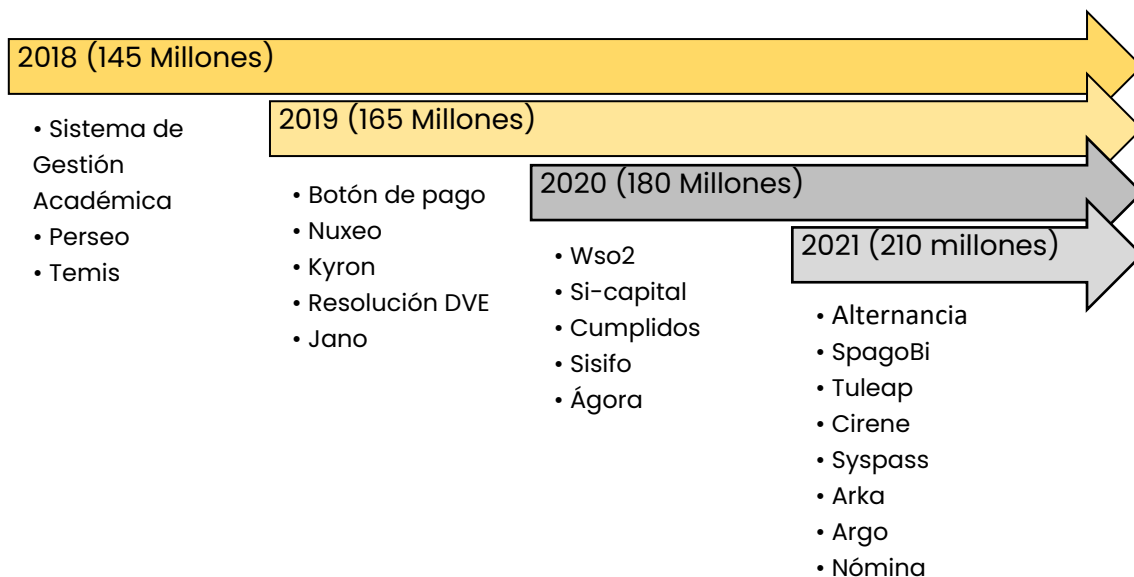 2018 (145 Millones)
• Sistema de
Gestión
Académica
• Perseo
• Temis
2019 (165 Millones)
• Botón de pago
• Nuxeo
• Kyron
• Resolución DVE
• Jano
2020 (180 Millones)
• Wso2
• Si-capital
• Cumplidos
• Sisifo
• Ágora
2021 (210 millones)
• Alternancia
• SpagoBi
• Tuleap
• Cirene
• Syspass
• Arka
• Argo
• Nómina